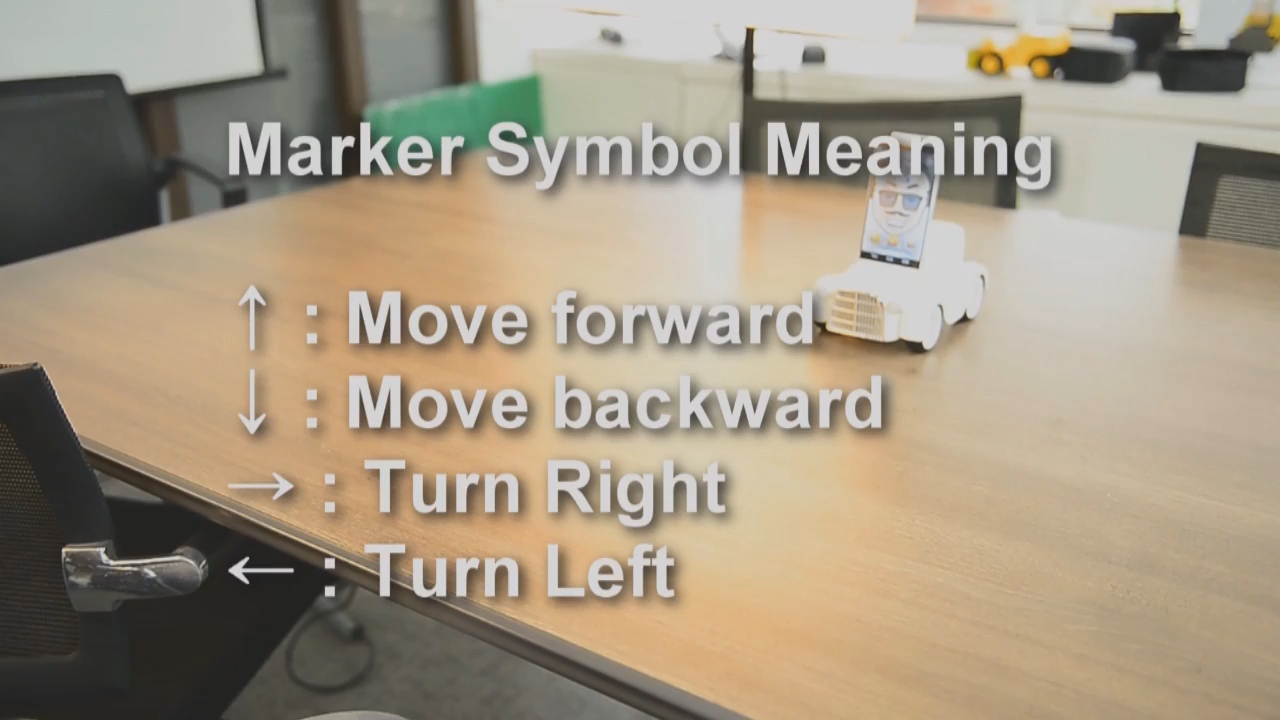 Marker Symbol Meaning
↑ : Move forward
↓ : Move backward
→ : Turn Right
← : Turn Left